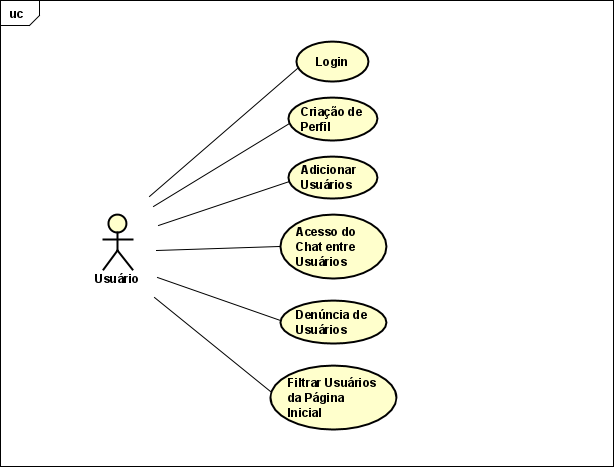 uc
Login
Criação de
Perfil
Adicionar
Usuários
Acesso do
Chat entre
Usuários
Usuário
Denúncia de
Usuários
Filtrar Usuários
da Página
Inicial